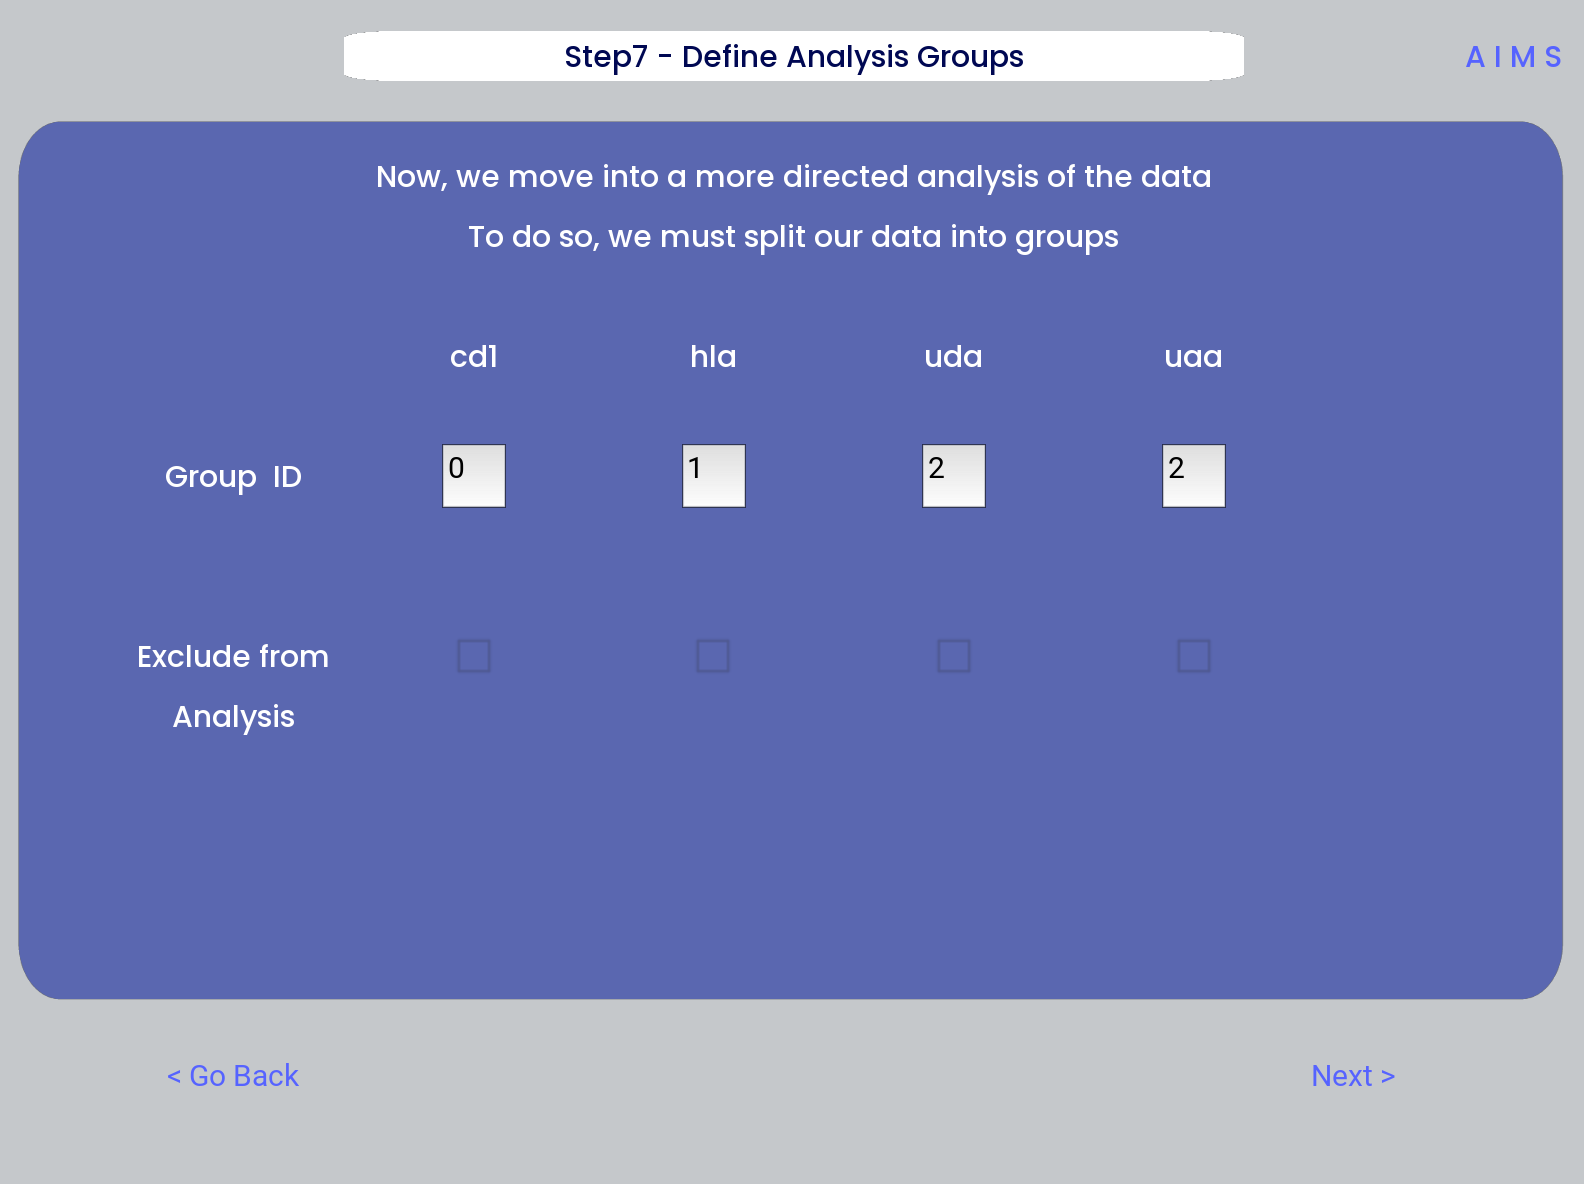 Step7 - Define Analysis Groups
A I M S
Now, we move into a more directed analysis of the data
To do so, we must split our data into groups
cd1 hla uda uaa
Group ID 0 1 2 2
Exclude from
Analysis
< Go Back
Next >